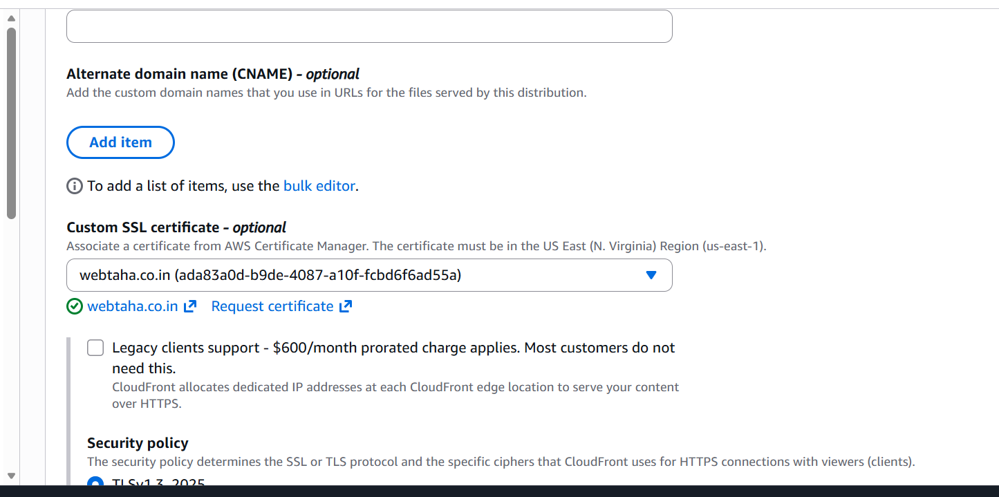 Alternate domain name (CNAME) - optional
Add the custom domain names that you use in URLs for the files served by this distribution.
Add item
To add a list of items, use the bulk editor.
Custom SSL certificate - optional
Associate a certificate from AWS Certificate Manager. The certificate must be in the US East (N. Virginia) Region (us-east-1).
webtaha.co.in (ada83a0d-b9de-4087-a10f-fcbd6f6ad55a)
webtaha.co.in Request certificate
Legacy clients support - $600/month prorated charge applies. Most customers do not
need this.
CloudFront allocates dedicated IP addresses at each CloudFront edge location to serve your content
over HTTPS.
Security policy
The security policy determines the SSL or TLS protocol and the specific ciphers that CloudFront uses for HTTPS connections with viewers (clients).
TLSv1.3_2025